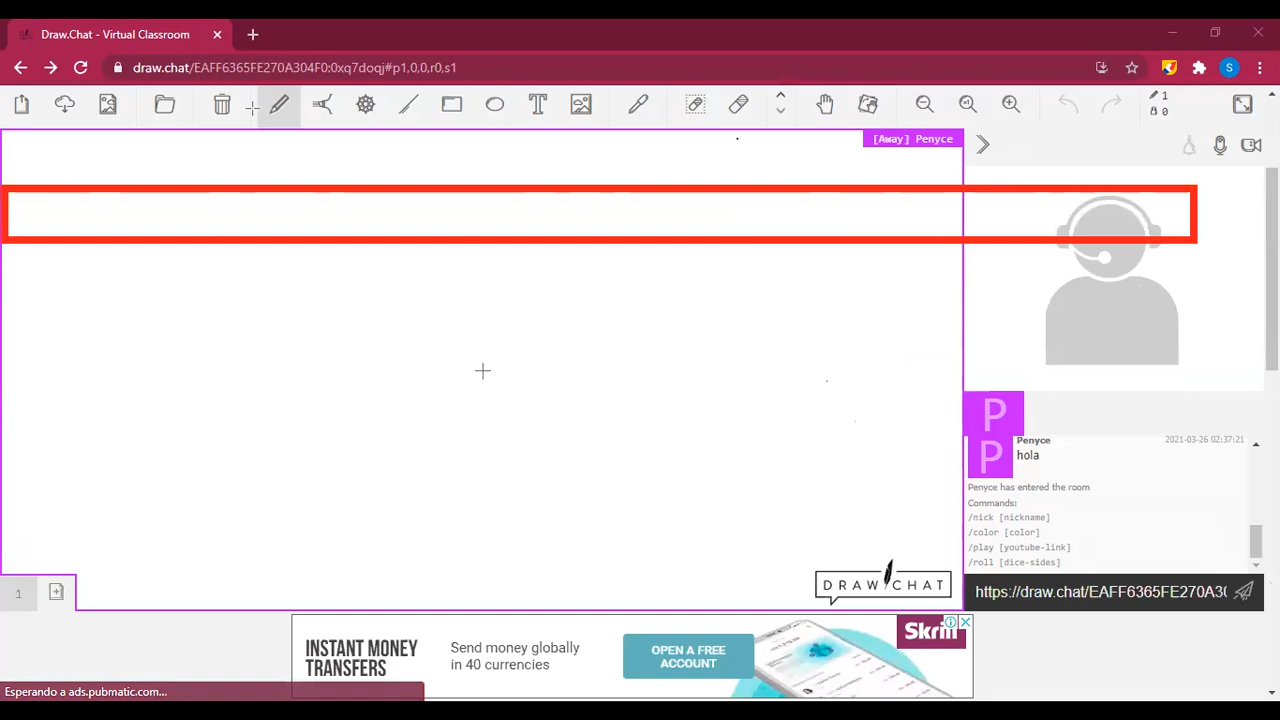 Draw.Chat - Virtual Classroom
S
draw.chat/EAFF6365FE270A304F0:0xq7doqj#p1,0,0,r0,s1
T
1
0
[Away] Penyce
P
P
Penyce 2021-03-26 02:37:21
hola
Penyce has entered the room
Commands:
/nick [nickname]
/color [color]
/play [youtube-link]
/roll [dice-sides]
DRAW CHAT
1
https://draw.chat/EAFF6365FE270A30
INSTANT MONEY
TRANSFERS
Send money globally
in 40 currencies
OPEN A FREE
ACCOUNT
Skrill
Esperando a ads.pubmatic.com...